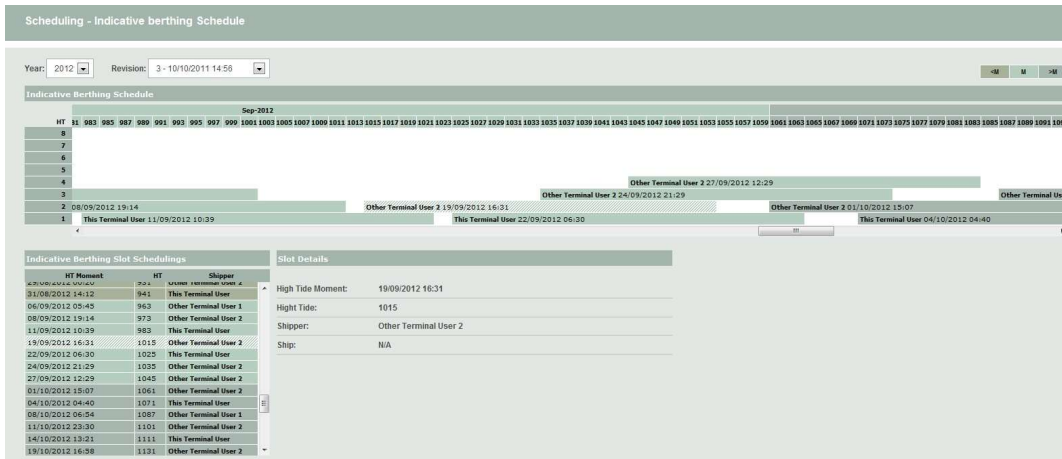 Scheduling - Indicative berthing Schedule
Year: 2012 Revision: 3 - 10/10/2011 14:56
<M M >M
Indicative Berthing Schedule
Sep-2012
HT 983 985 987 989 991 993 995 997 999 1001 1003 1005 1007 1009 1011 1013 1015 1017 1019 1021 1023 1025 1027 1029 1031 1033 1035 1037 1039 1041 1043 1045 1047 1049 1051 1053 1055 1057 1059 1061 1063 1065 1067 1069 1071 1073 1075 1077 1079 1081 1083 1085 1087 1089 1091
8
7
6
5
4 Other Terminal User 2 27/09/2012 12:29
3 Other Terminal User 2 24/09/2012 21:29 Other Terminal Us
2 08/09/2012 19:14 Other Terminal User 2 19/09/2012 16:31 Other Terminal User 2 01/10/2012 15:07
1 This Terminal User 11/09/2012 10:39 This Terminal User 22/09/2012 06:30 This Terminal User 04/10/2012 04:40
Indicative Berthing Slot Schedulings
HT Moment HT Shipper
29/08/2012 00:20 931 Other Terminal User 2
31/08/2012 14:12 941 This Terminal User
06/09/2012 05:45 963 Other Terminal User 1
08/09/2012 19:14 973 Other Terminal User 2
11/09/2012 10:39 983 This Terminal User
19/09/2012 16:31 1015 Other Terminal User 2
22/09/2012 06:30 1025 This Terminal User
24/09/2012 21:29 1035 Other Terminal User 2
27/09/2012 12:29 1045 Other Terminal User 2
01/10/2012 15:07 1061 Other Terminal User 2
04/10/2012 04:40 1071 This Terminal User
08/10/2012 06:54 1087 Other Terminal User 1
11/10/2012 23:30 1101 Other Terminal User 2
14/10/2012 13:21 1111 This Terminal User
19/10/2012 16:58 1131 Other Terminal User 2
Slot Details
High Tide Moment: 19/09/2012 16:31
Hight Tide: 1015
Shipper: Other Terminal User 2
Ship: N/A